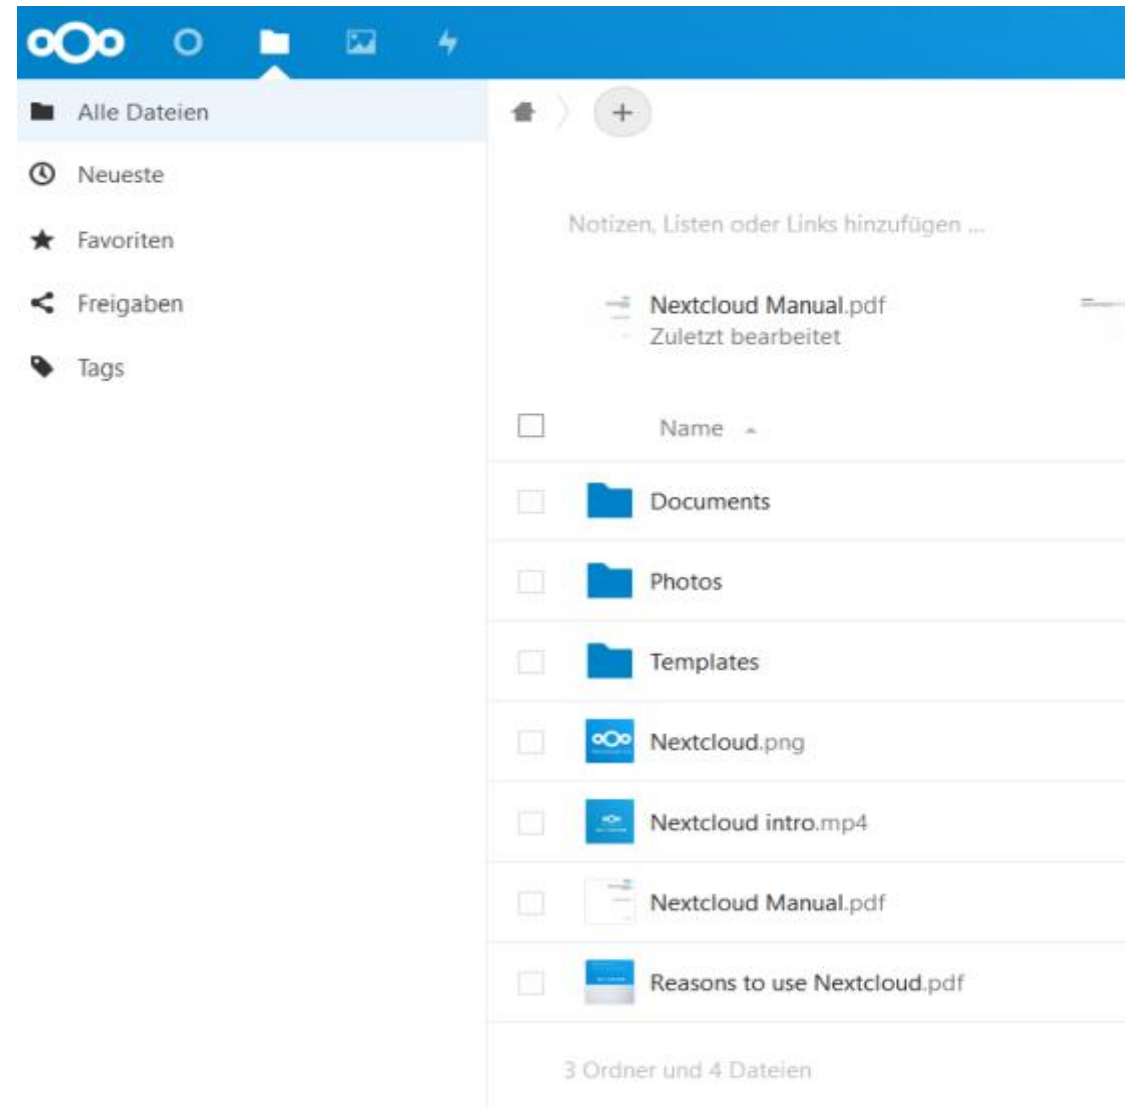 Alle Dateien
Neueste
Favoriten
Freigaben
Tags
Notizen, Listen oder Links hinzufügen ...
Nextcloud Manual.pdf
Zuletzt bearbeitet
Name
Documents
Photos
Templates
Nextcloud.png
Nextcloud intro.mp4
Nextcloud Manual.pdf
Reasons to use Nextcloud.pdf
3 Ordner und 4 Dateien